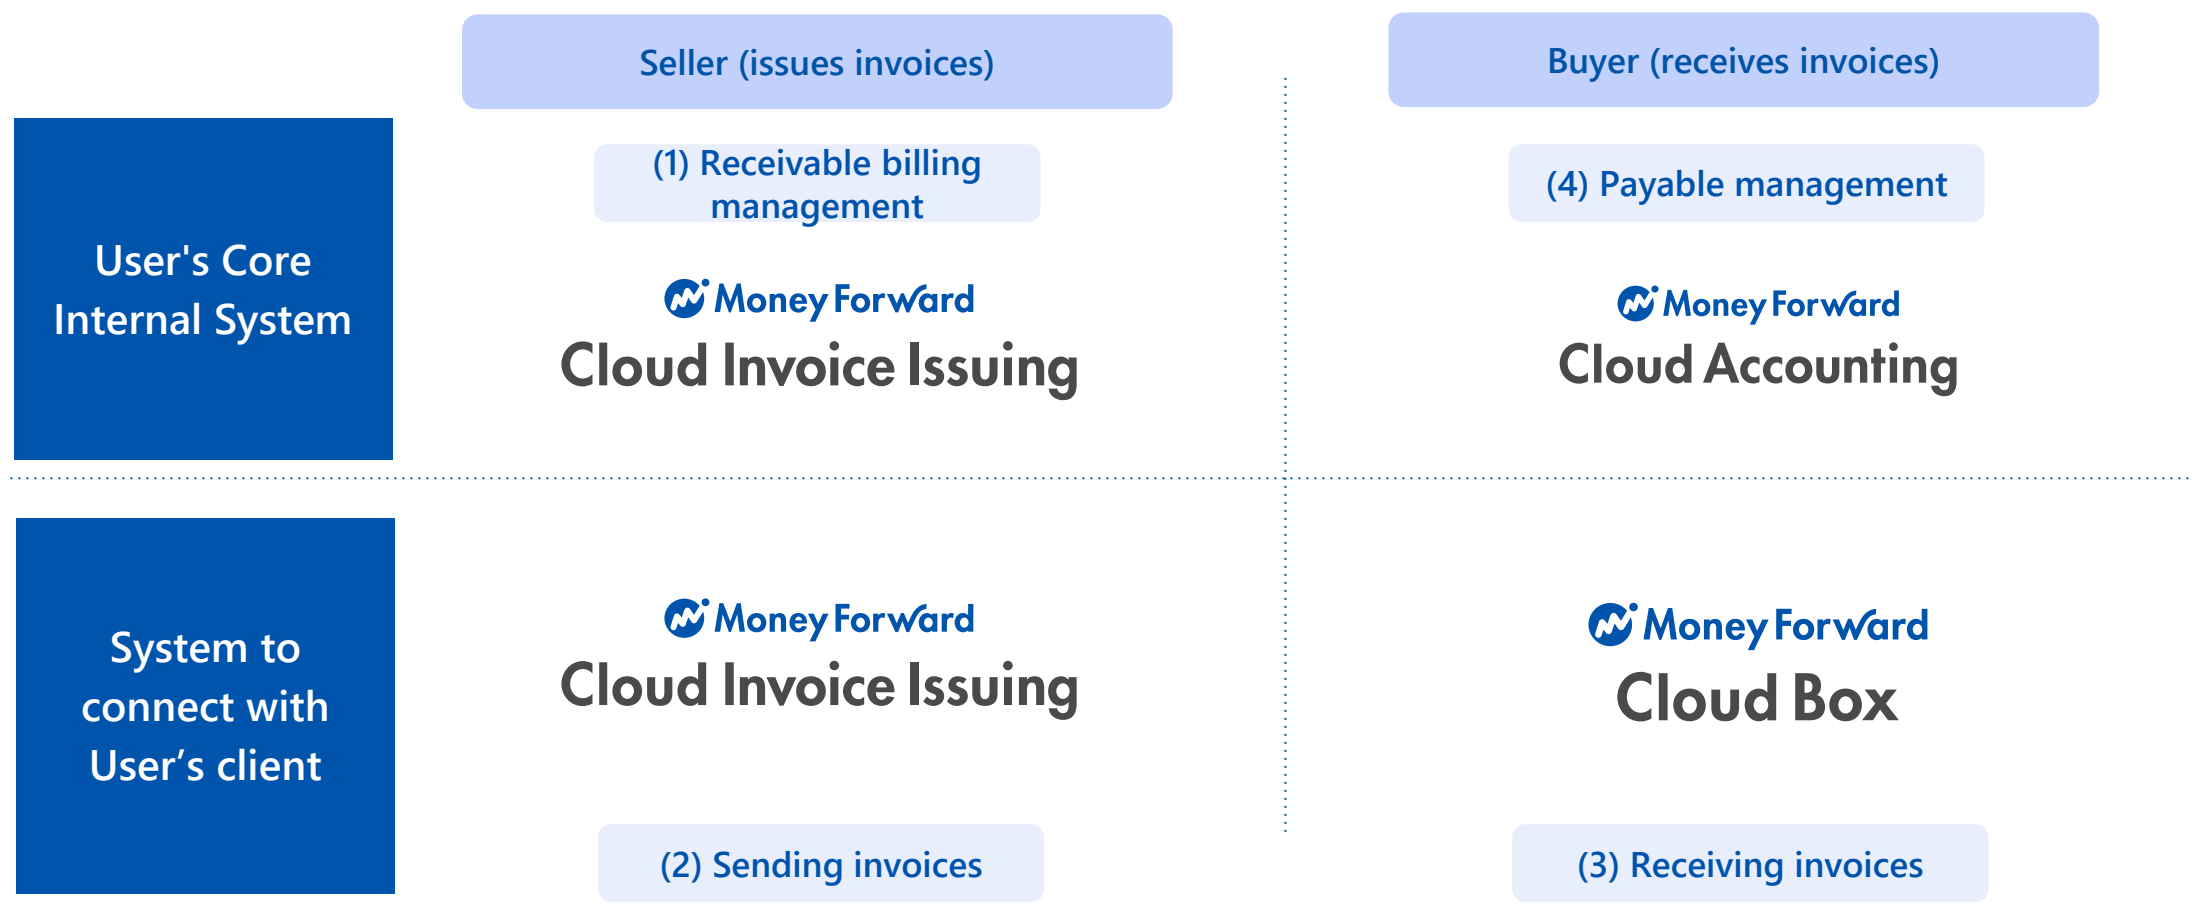 Seller (issues invoices)
Buyer (receives invoices)
User's Core
Internal System
(1) Receivable billing
management
Money Forward
Cloud Invoice Issuing
(4) Payable management
Money Forward
Cloud Accounting
System to
connect with
User’s client
Money Forward
Cloud Invoice Issuing
(2) Sending invoices
Money Forward
Cloud Box
(3) Receiving invoices